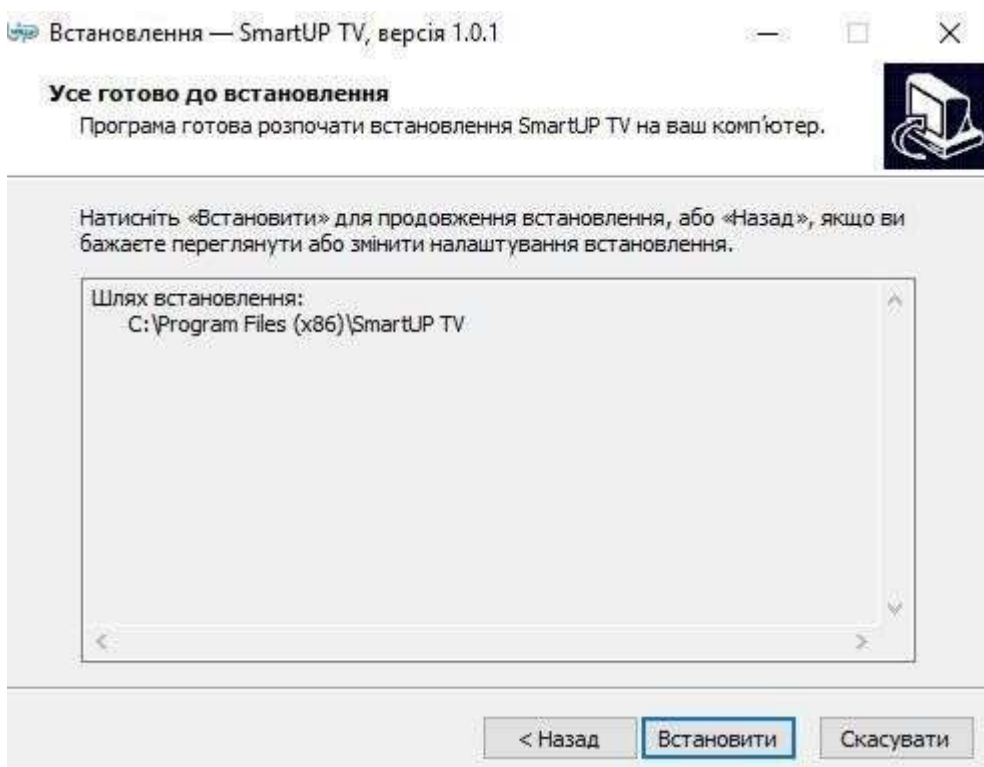 Встановлення — SmartUP TV, версія 1.0.1
Усе готово до встановлення
Програма готова розпочати встановлення SmartUP TV на ваш комп'ютер.
Натисніть «Встановити» для продовження встановлення, або «Назад», якщо ви
бажаєте переглянути або змінити налаштування встановлення.
Шлях встановлення:
C:\Program Files (x86)\SmartUP TV
< Назад
Встановити
Скасувати